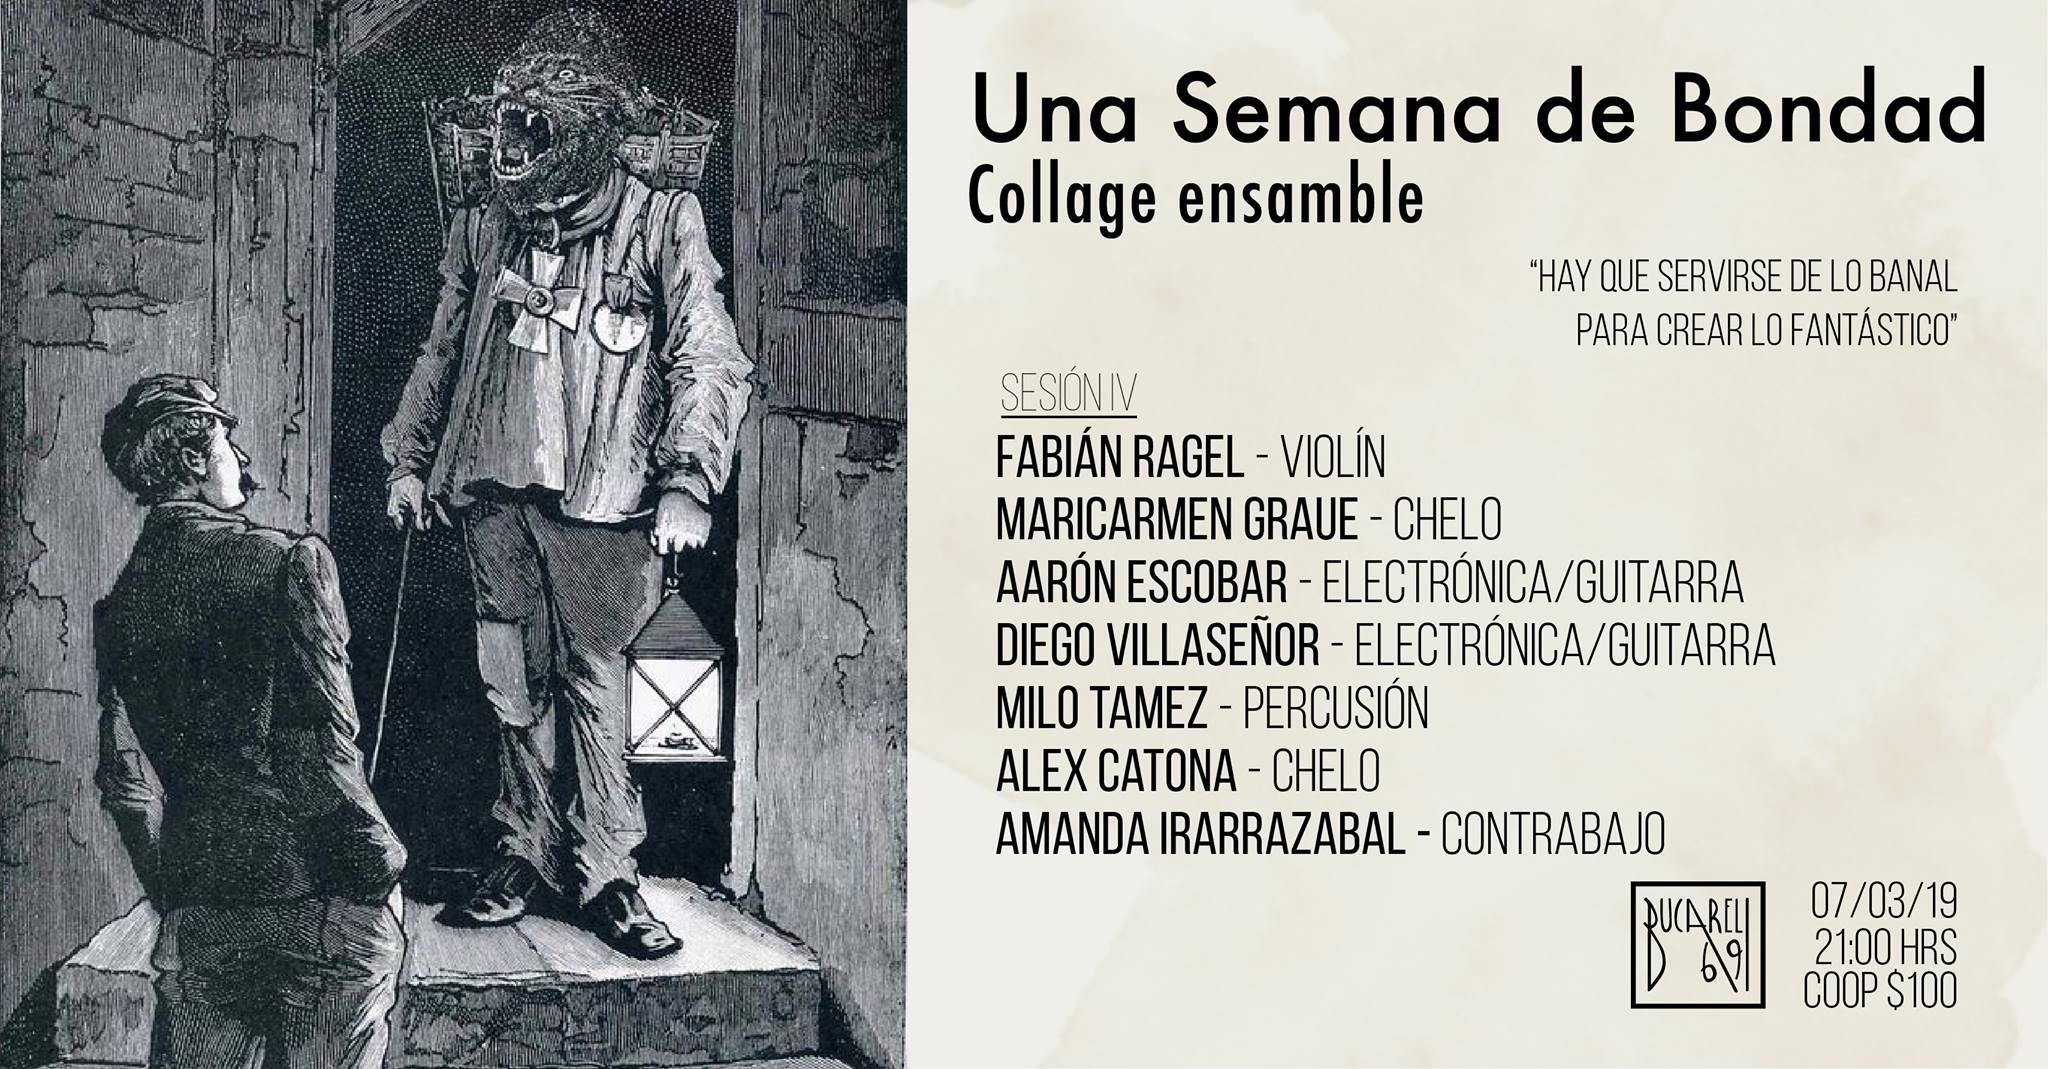 Una Semana de Bondad
Collage ensamble
“HAY QUE SERVIRSE DE LO BANAL
PARA CREAR LO FANTÁSTICO”
SESIÓN IV
FABIÁN RAGEL - VIOLÍN
MARICARMEN GRAUE - CHELO
AARÓN ESCOBAR - ELECTRÓNICA/GUITARRA
DIEGO VILLASEÑOR - ELECTRÓNICA/GUITARRA
MILO TAMEZ - PERCUSIÓN
ALEX CATONA - CHELO
AMANDA IRARRAZABAL - CONTRABAJO
BUCARELI
69
07/03/19
21:00 HRS
COOP $100